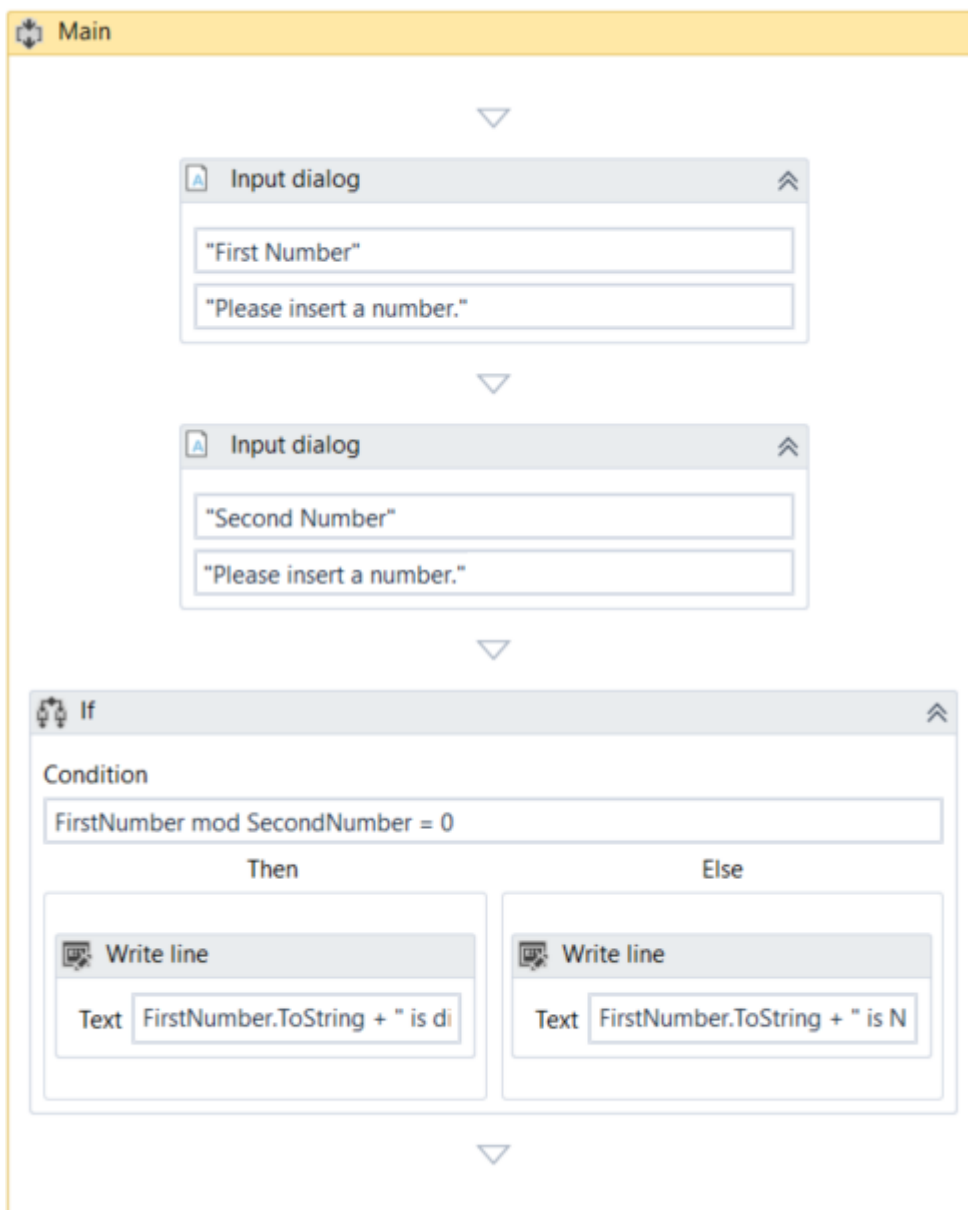 Main
Input dialog
"First Number"
"Please insert a number."
Input dialog
"Second Number"
"Please insert a number."
If
Condition
FirstNumber mod SecondNumber = 0
Then
Else
Write line
Write line
Text FirstNumber.ToString + " is di
Text FirstNumber.ToString + " is N